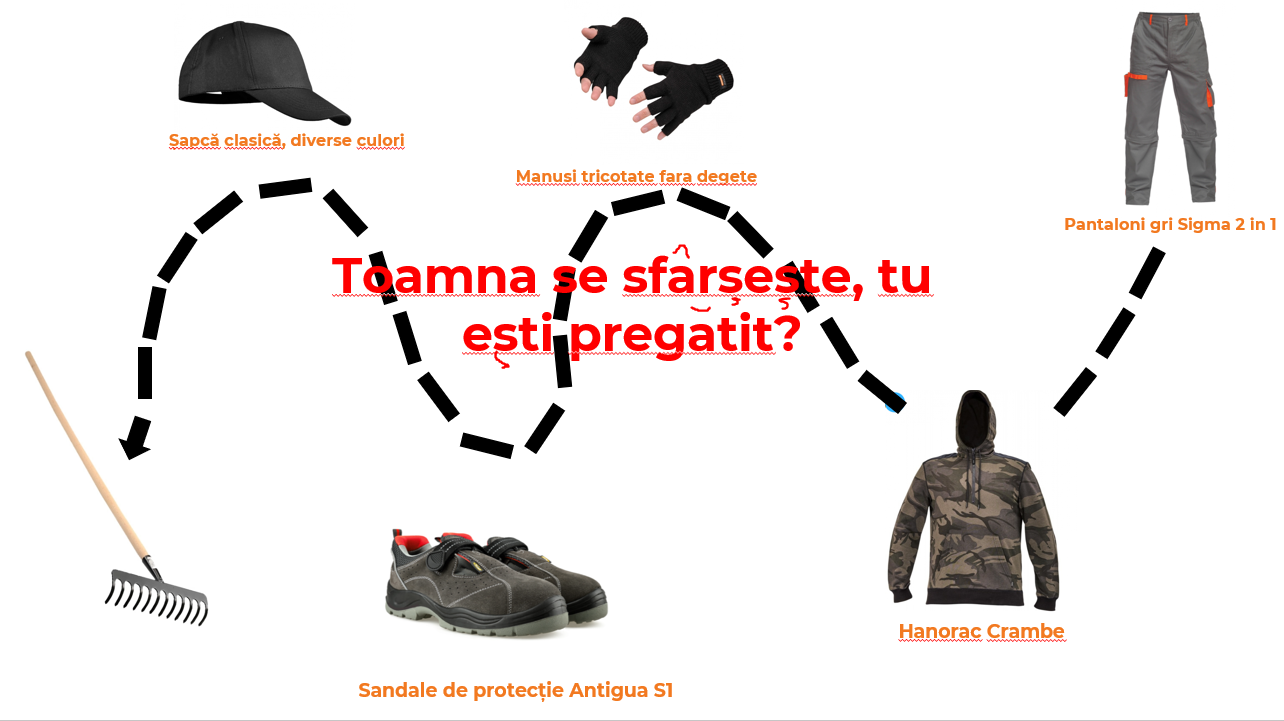 Sapcă clasică, diverse culori
Manusi tricotate fara degete
Pantaloni gri Sigma 2 in 1
Toamna se sfârșește, tu
ești pregătit?
Hanorac Crambe
Sandale de protecție Antigua S1